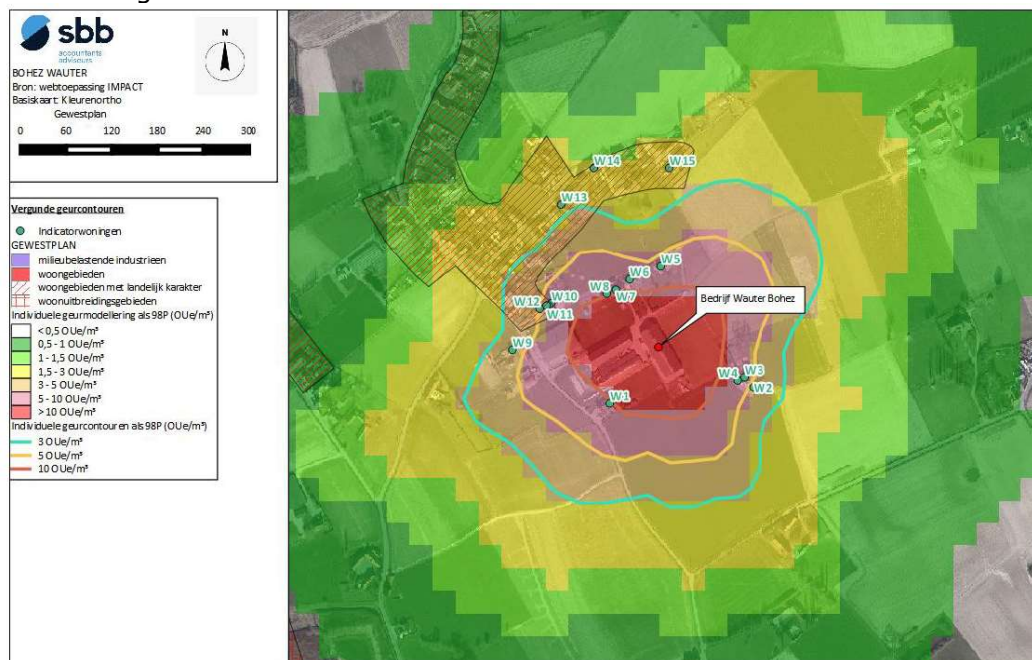 sbb
accountants
adviseurs
BOHEZ WAUTER
Bron: webtoepassing IMPACT
Basiskaart: Kleurenortho
Gewestplan
0 60 120 180 240 300
N
Vergunde geurcontouren
Indicatorwoningen
GEWESTPLAN
milieubelastende industrieen
woongebieden
woongebieden met landelijk karakter
woonuitbreidingsgebieden
Individuele geurmodellering als 98P (OUe/m³)
< 0,5 OUe/m³
0,5 - 1 OUe/m³
1 - 1,5 OUe/m³
1,5 - 3 OUe/m³
3 - 5 OUe/m³
5 - 10 OUe/m³
> 10 OUe/m³
Individuele geurcontouren als 98P (OUe/m³)
3 OUe/m³
5 OUe/m³
10 OUe/m³
W14
W15
W13
W5
W6
W8
W7
W10
W12
W11
Bedrijf Wauter Bohez
W9
W3
W4
W2
W1